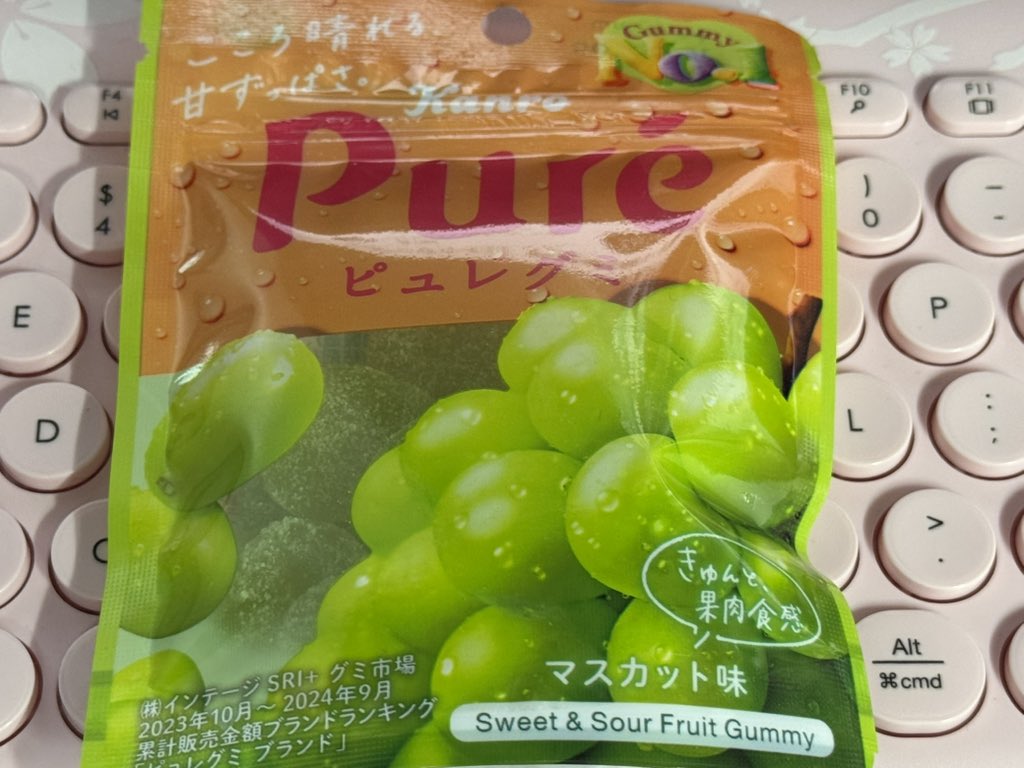 こころ晴れる
甘ずっぱさ。
Gummy
No.1
Kanro
Puré
ピュレグミ
きゅんと、
果肉食感
マスカット味
Sweet & Sour Fruit Gummy
㈱インテージ SRI+ グミ市場
2023年10月～2024年9月
累計販売金額ブランドランキング
「ピュレグミ ブランド」
F4
F10
F11
$
4
)
0
–
-
E
P
D
L
:
;
>
.
Alt
⌘cmd